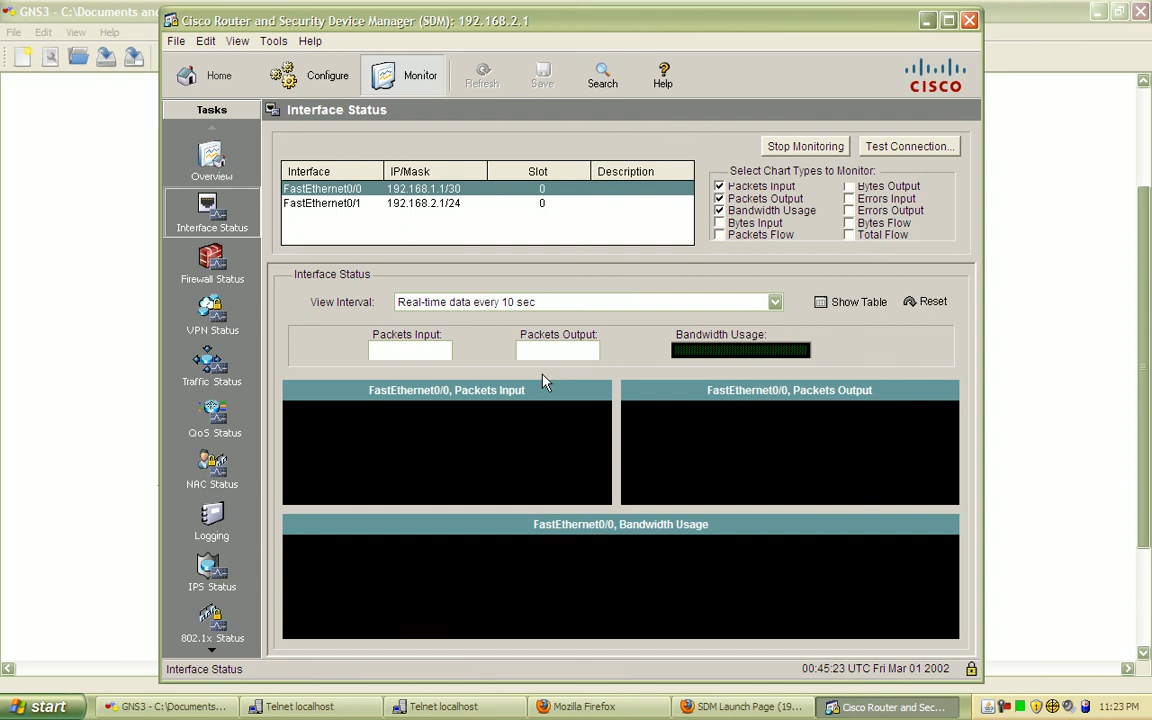 GNS3 - C:\Documents an
Cisco Router and Security Device Manager (SDM): 192.168.2.1
File Edit View Help
File Edit View Tools Help
Home Configure Monitor Refresh Save Search Help
CISCO
Tasks
Interface Status
Overview
Interface Status
Firewall Status
VPN Status
Traffic Status
QoS Status
NAC Status
Logging
IPS Status
802.1x Status
Stop Monitoring Test Connection...
Interface IP/Mask Slot Description
FastEthernet0/0 192.168.1.1/30 0
FastEthernet0/1 192.168.2.1/24 0
Select Chart Types to Monitor:
Packets Input Bytes Output
Packets Output Errors Input
Bandwidth Usage Errors Output
Bytes Input Bytes Flow
Packets Flow Total Flow
Interface Status
View Interval: Real-time data every 10 sec Show Table Reset
Packets Input: Packets Output: Bandwidth Usage:
FastEthernet0/0, Packets Input FastEthernet0/0, Packets Output
FastEthernet0/0, Bandwidth Usage
Interface Status 00:45:23 UTC Fri Mar 01 2002
start GNS3 - C:\Documents... Telnet localhost Telnet localhost Mozilla Firefox SDM Launch Page (19... Cisco Router and Sec... 11:23 PM